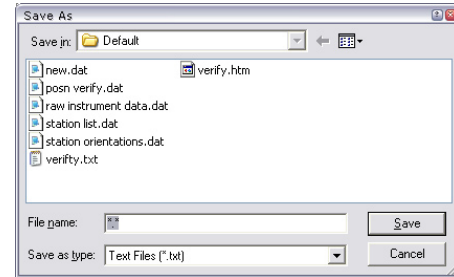 Save As
Save in: Default
new.dat
posn verify.dat
raw instrument data.dat
station list.dat
station orientations.dat
verifty.txt
verify.htm
File name: *.*
Save
Save as type: Text Files (*.txt)
Cancel